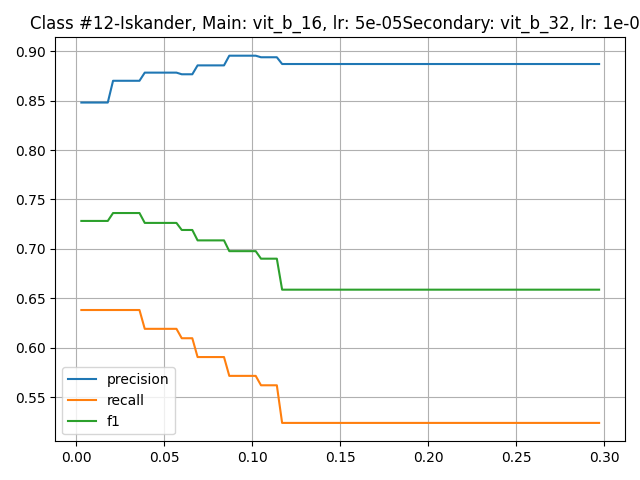 Class #12-Iskander, Main: vit_b_16, lr: 5e-05Secondary: vit_b_32, lr: 1e-0
0.90
0.85
0.80
0.75
0.70
0.65
0.60
0.55
precision
recall
f1
0.00 0.05 0.10 0.15 0.20 0.25 0.30